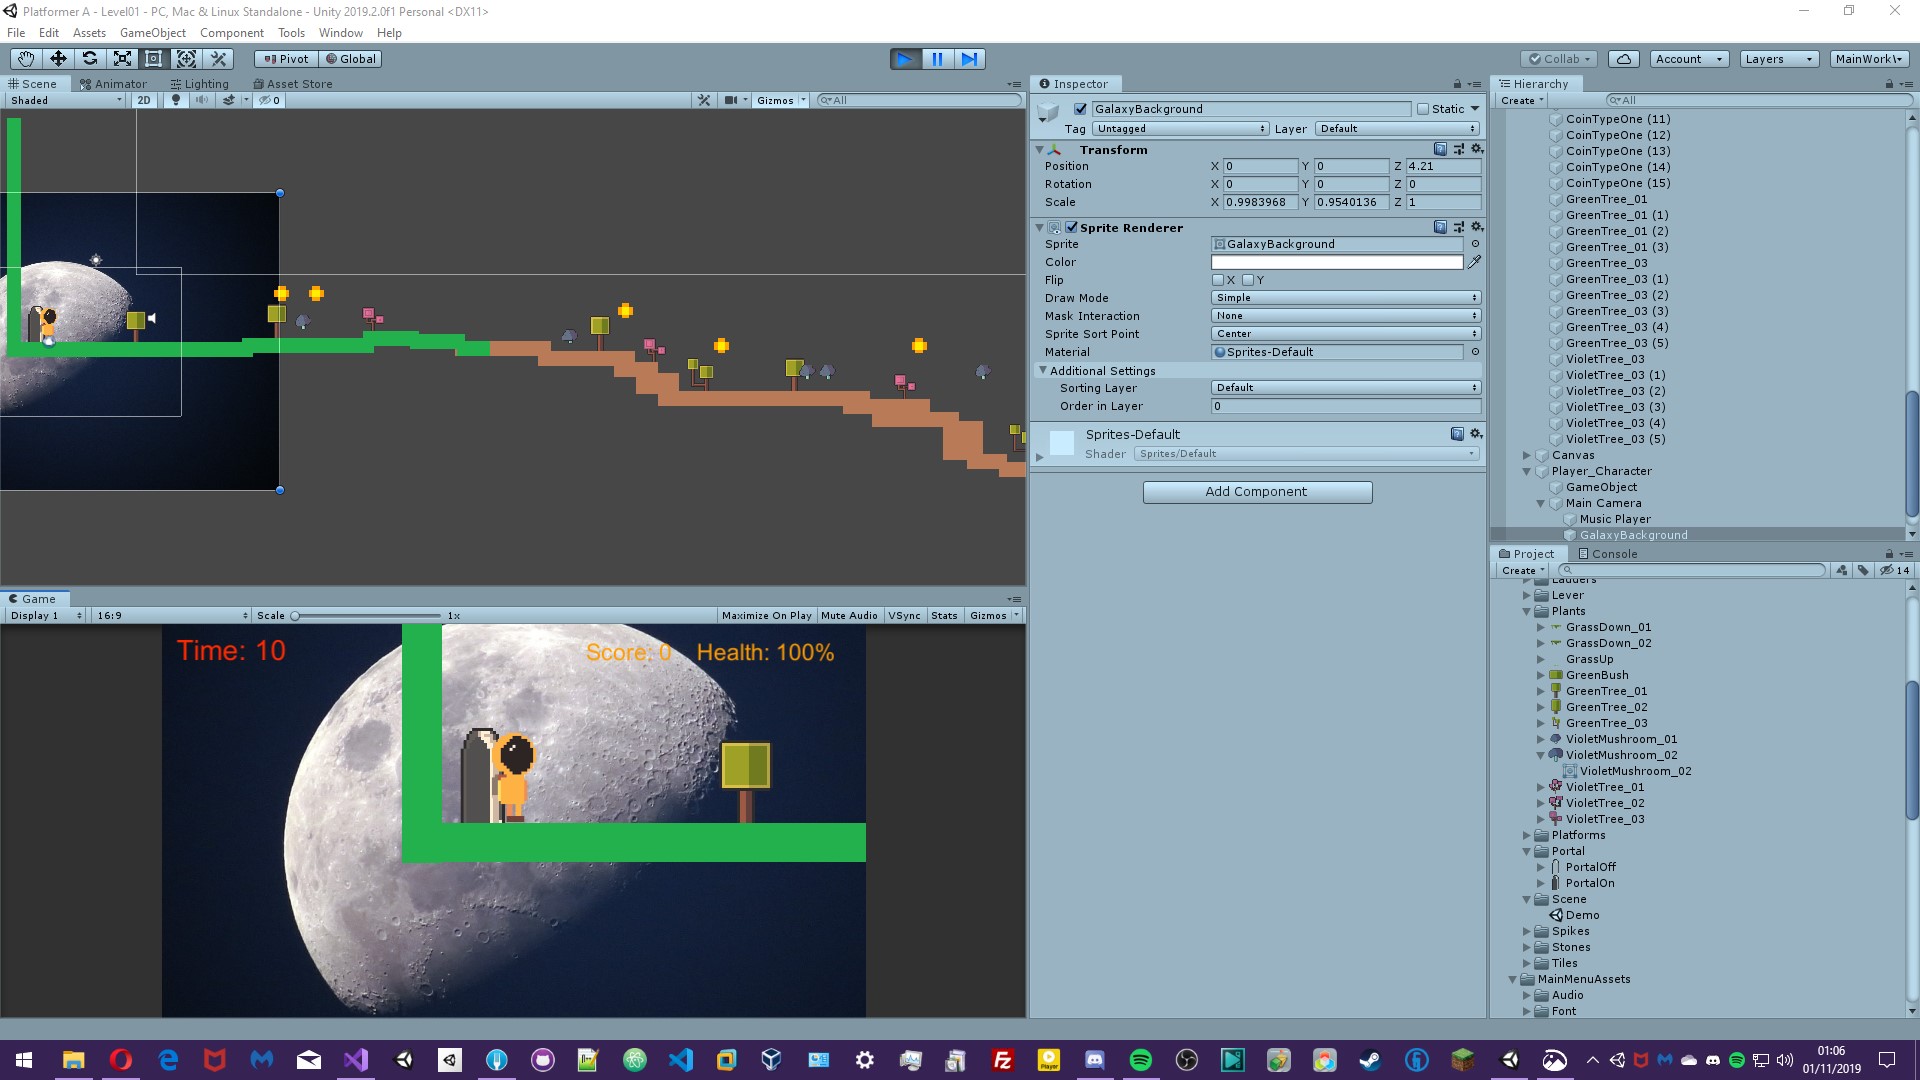 Platformer A - Level01 - PC, Mac & Linux Standalone - Unity 2019.2.0f1 Personal <DX11>
File Edit Assets GameObject Component Tools Window Help
Pivot Global Collab Account Layers MainWork
Scene Animator Lighting Asset Store
Shaded 2D 0 Gizmos All
Inspector
GalaxyBackground Static
Tag Untagged Layer Default
Transform
Position X 0 Y 0 Z 4.21
Rotation X 0 Y 0 Z 0
Scale X 0.9983968 Y 0.9540136 Z 1
Sprite Renderer
Sprite GalaxyBackground
Color
Flip X Y
Draw Mode Simple
Mask Interaction None
Sprite Sort Point Center
Material Sprites-Default
Additional Settings
Sorting Layer Default
Order in Layer 0
Sprites-Default
Shader Sprites/Default
Add Component
Hierarchy
Create All
CoinTypeOne (11)
CoinTypeOne (12)
CoinTypeOne (13)
CoinTypeOne (14)
CoinTypeOne (15)
GreenTree_01
GreenTree_01 (1)
GreenTree_01 (2)
GreenTree_01 (3)
GreenTree_03
GreenTree_03 (1)
GreenTree_03 (2)
GreenTree_03 (3)
GreenTree_03 (4)
GreenTree_03 (5)
VioletTree_03
VioletTree_03 (1)
VioletTree_03 (2)
VioletTree_03 (3)
VioletTree_03 (4)
VioletTree_03 (5)
Canvas
Player_Character
GameObject
Main Camera
Music Player
GalaxyBackground
Project Console
Create 14
Ladders
Lever
Plants
GrassDown_01
GrassDown_02
GrassUp
GreenBush
GreenTree_01
GreenTree_02
GreenTree_03
VioletMushroom_01
VioletMushroom_02
VioletMushroom_02
VioletTree_01
VioletTree_02
VioletTree_03
Platforms
Portal
PortalOff
PortalOn
Scene
Demo
Spikes
Stones
Tiles
MainMenuAssets
Audio
Font
Game
Display 1 16:9 Scale 1x Maximize On Play Mute Audio VSync Stats Gizmos
Time: 10 Score: 0 Health: 100%
01:06
01/11/2019